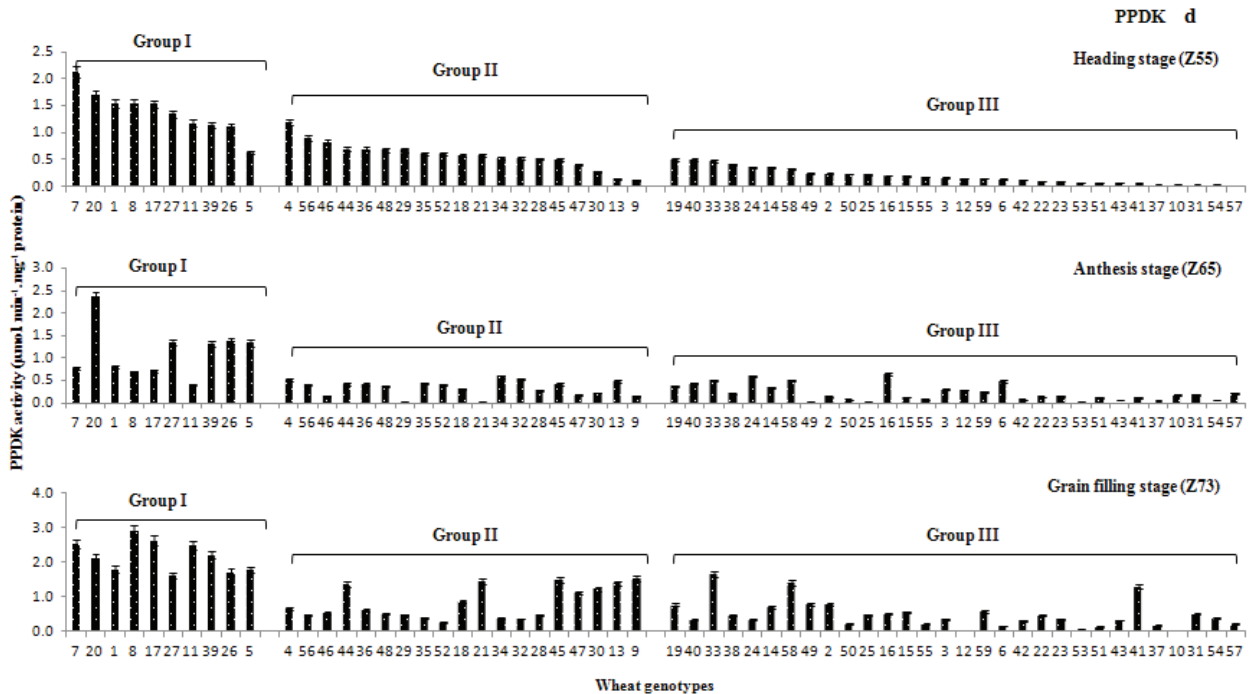 PPDK d
Group I
Heading stage (Z55)
Group II
Group III
2.5
2.0
1.5
1.0
0.5
0.0
7 20 1 8 17 27 11 39 26 5 4 56 46 44 36 48 29 35 52 18 21 34 32 28 45 47 30 13 9 19 40 33 38 24 14 58 49 2 50 25 16 15 55 3 12 59 6 42 22 23 53 51 43 41 37 10 31 54 57
Group I
Anthesis stage (Z65)
Group II
Group III
3.0
2.5
2.0
1.5
1.0
0.5
0.0
7 20 1 8 17 27 11 39 26 5 4 56 46 44 36 48 29 35 52 18 21 34 32 28 45 47 30 13 9 19 40 33 38 24 14 58 49 2 50 25 16 15 55 3 12 59 6 42 22 23 53 51 43 41 37 10 31 54 57
PPDK activity (µmol min⁻¹.mg⁻¹ protein)
Group I
Grain filling stage (Z73)
Group II
Group III
4.0
3.0
2.0
1.0
0.0
7 20 1 8 17 27 11 39 26 5 4 56 46 44 36 48 29 35 52 18 21 34 32 28 45 47 30 13 9 19 40 33 38 24 14 58 49 2 50 25 16 15 55 3 12 59 6 42 22 23 53 51 43 41 37 10 31 54 57
Wheat genotypes